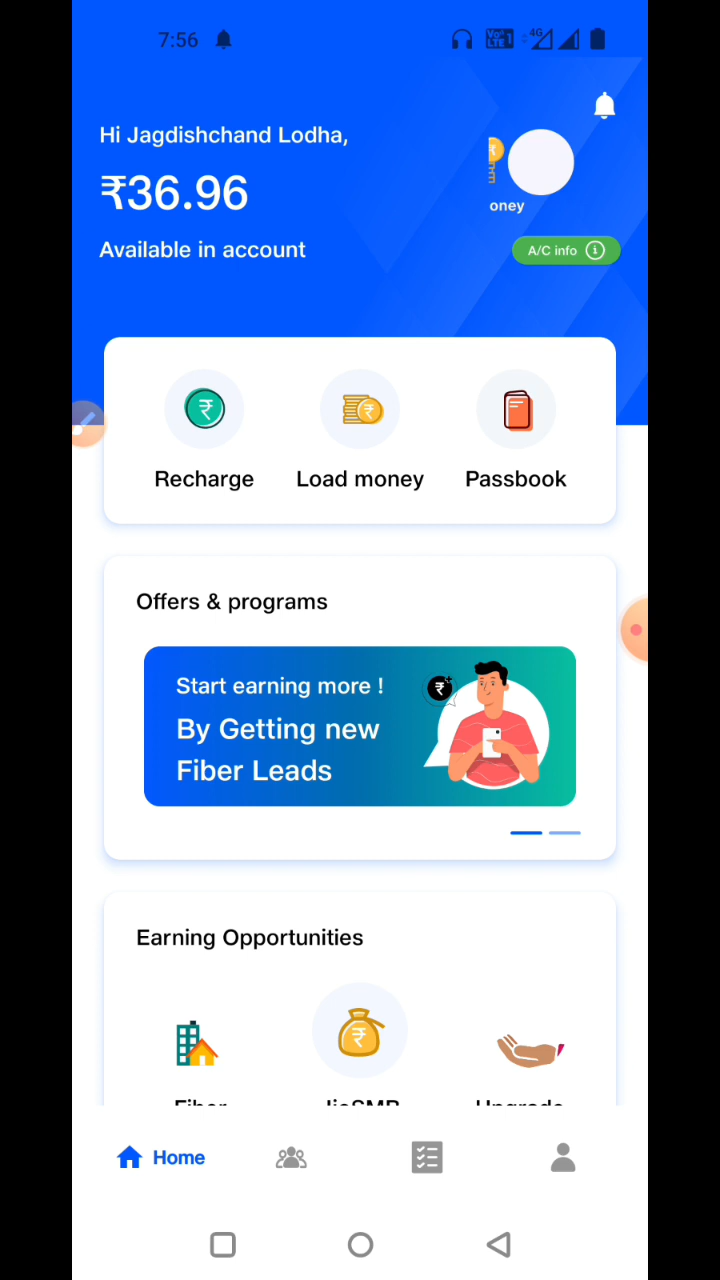 7:56
4G
Hi Jagdishchand Lodha,
₹36.96
oney
Available in account
A/C info
Recharge
Load money
Passbook
Offers & programs
Start earning more !
By Getting new
Fiber Leads
Earning Opportunities
Fiber
JioSMB
Upgrade
Home